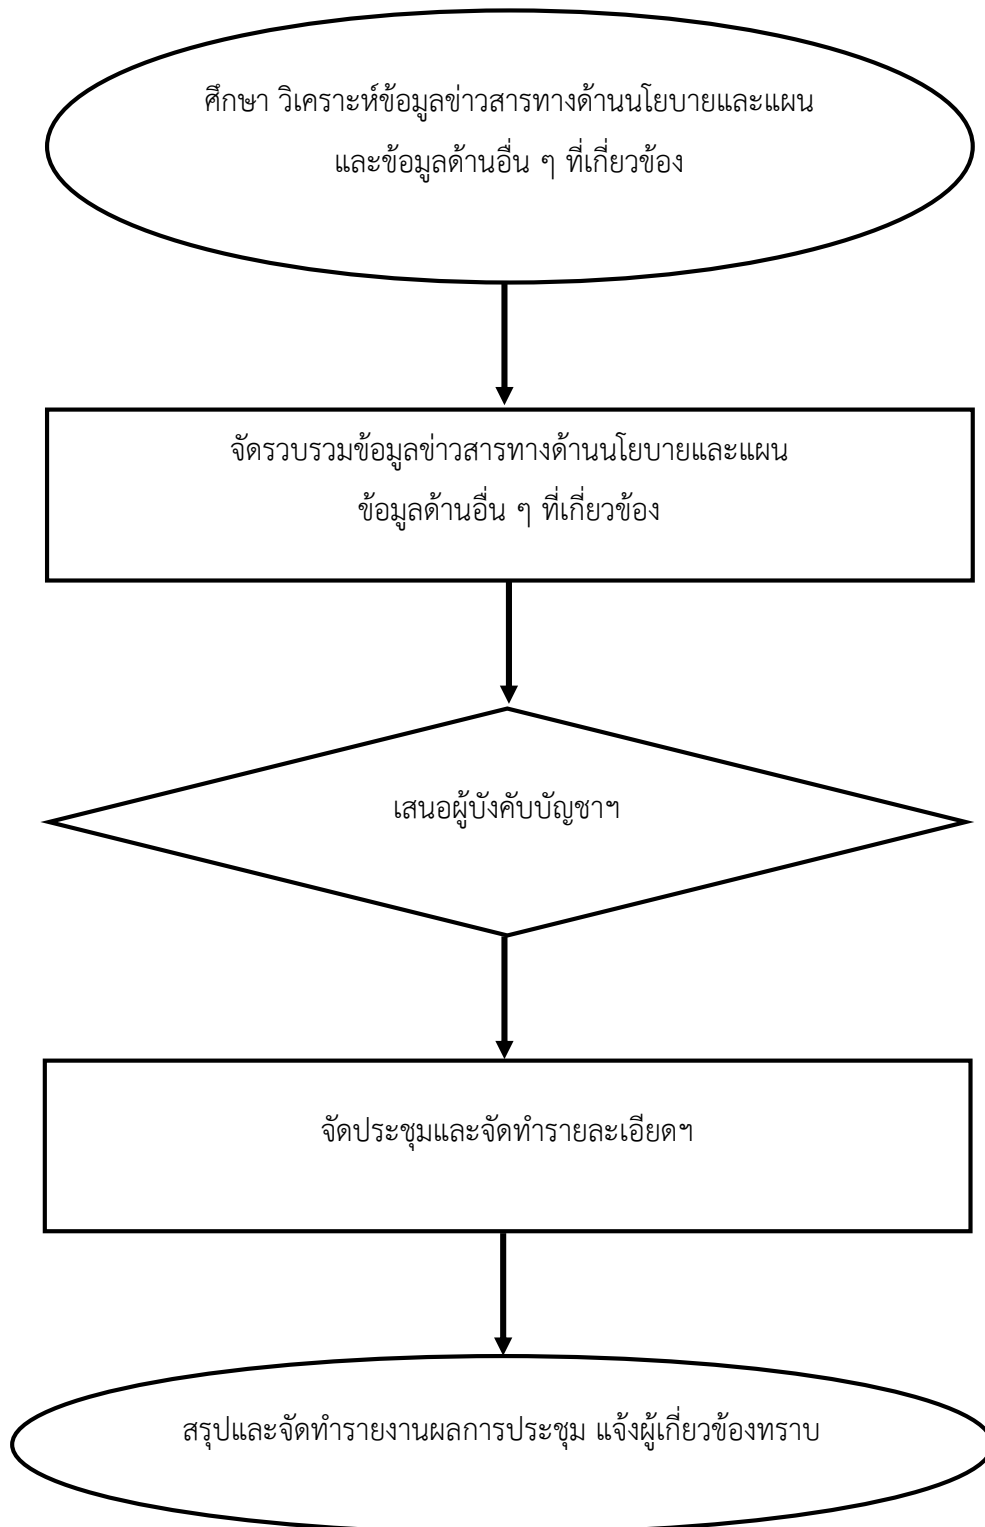 ศึกษา วิเคราะห์ข้อมูลข่าวสารทางด้านนโยบายและแผน
และข้อมูลด้านอื่น ๆ ที่เกี่ยวข้อง
จัดรวบรวมข้อมูลข่าวสารทางด้านนโยบายและแผน
ข้อมูลด้านอื่น ๆ ที่เกี่ยวข้อง
เสนอผู้บังคับบัญชาฯ
จัดประชุมและจัดทำรายละเอียดฯ
สรุปและจัดทำรายงานผลการประชุม แจ้งผู้เกี่ยวข้องทราบ